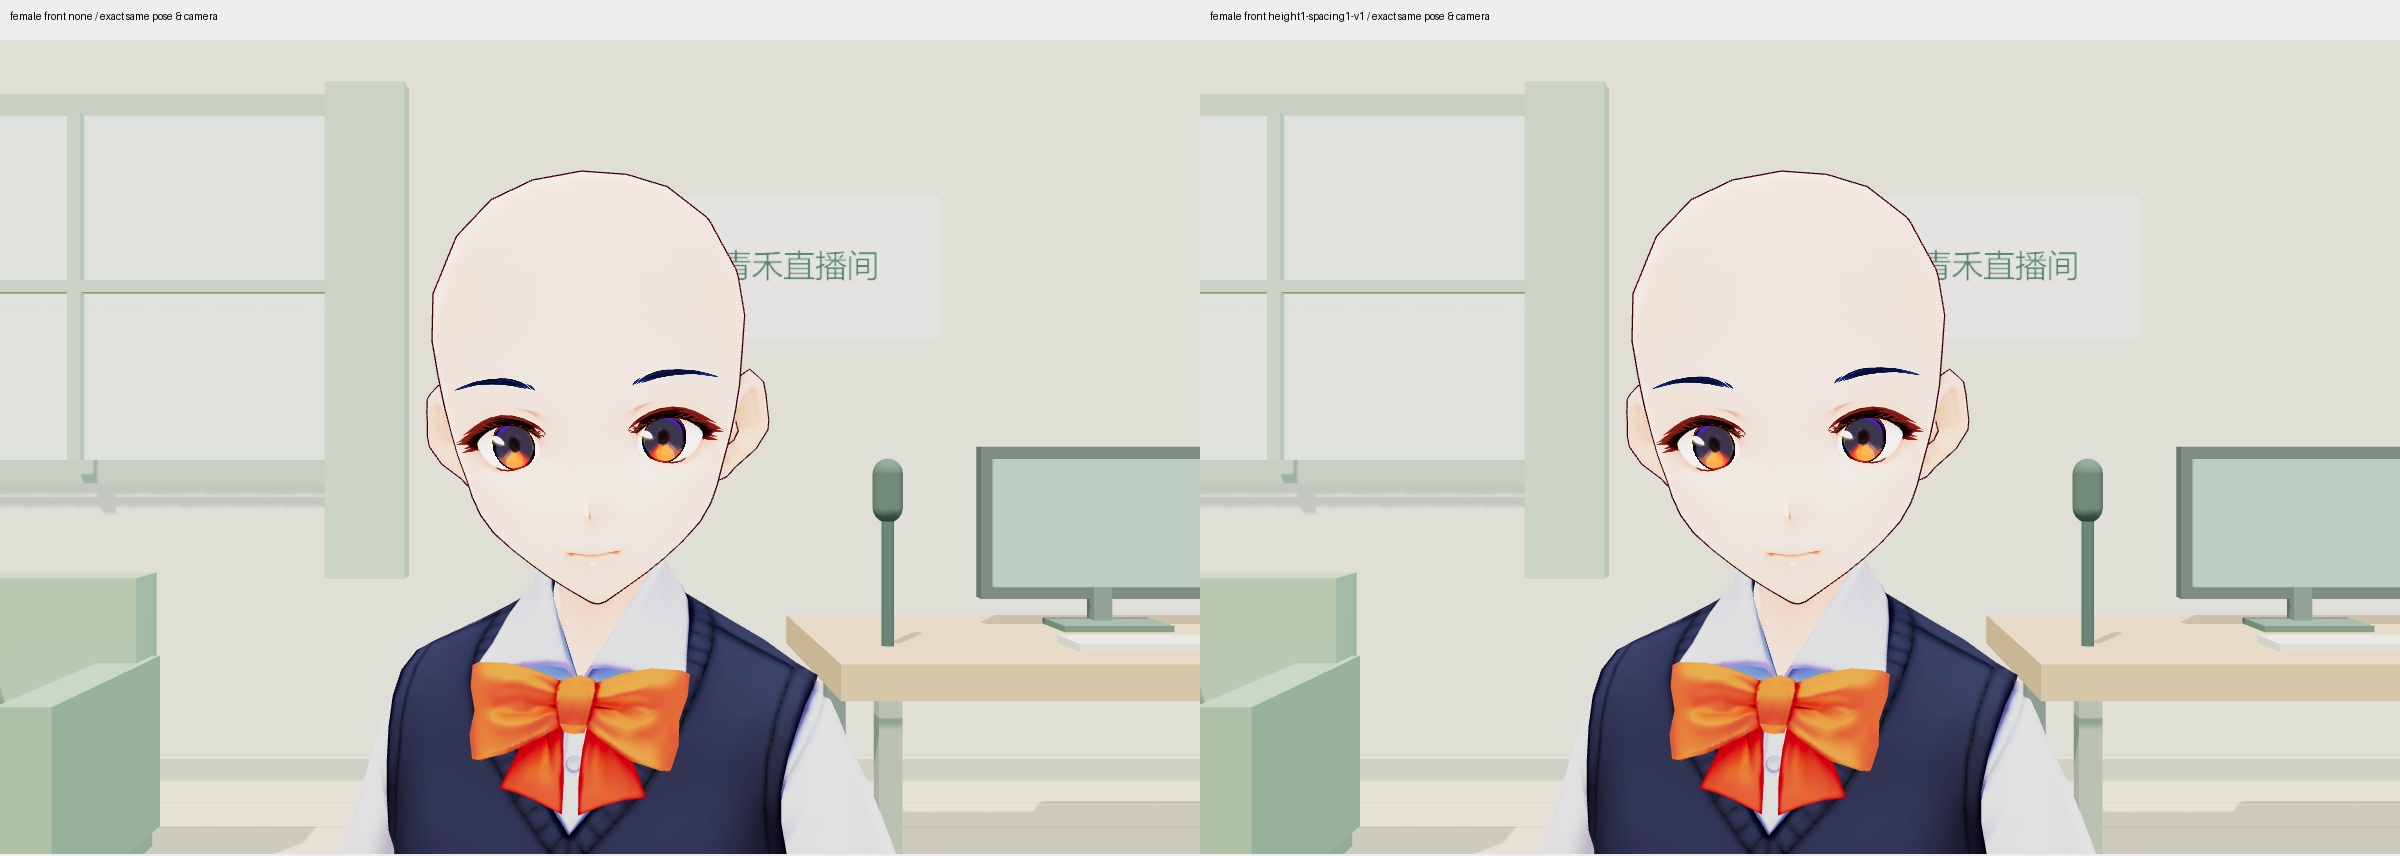 female front none / exact same pose & camera
female front height1-spacing1-v1 / exact same pose & camera
青禾直播间
青禾直播间